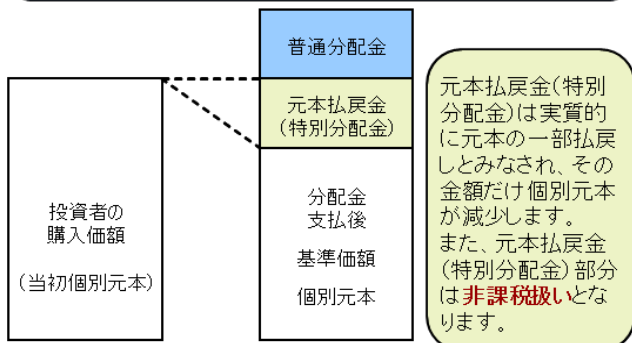 普通分配金
元本払戻金
(特別分配金)
投資者の
購入価額
(当初個別元本)
分配金
支払後
基準価額
個別元本
元本払戻金(特別
分配金)は実質的
に元本の一部払戻
しとみなされ、その
金額だけ個別元本
が減少します。
また、元本払戻金
(特別分配金)部分
は非課税扱いとな
ります。